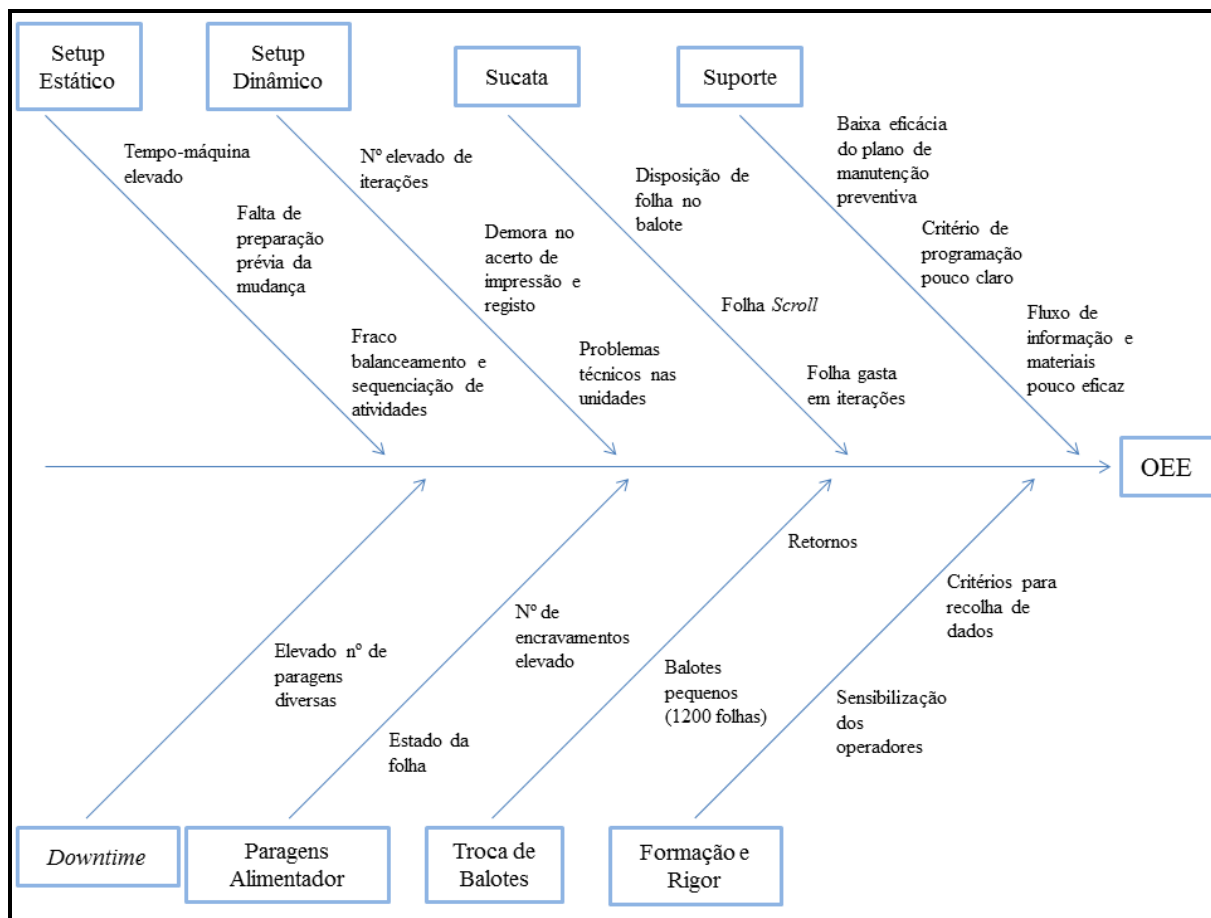 Setup
Estático
Setup
Dinâmico
Sucata
Suporte
Tempo-máquina
elevado
Falta de
preparação
prévia da
mudança
Fraco
balanceamento e
sequenciação de
atividades
Nº elevado de
iterações
Demora no
acerto de
impressão e
registo
Problemas
técnicos nas
unidades
Disposição de
folha no
balote
Folha Scroll
Folha gasta
em iterações
Baixa eficácia
do plano de
manutenção
preventiva
Critério de
programação
pouco claro
Fluxo de
informação e
materiais
pouco eficaz
OEE
Elevado nº de
paragens
diversas
Nº de
encravamentos
elevado
Estado da
folha
Retornos
Balotes
pequenos
(1200 folhas)
Critérios para
recolha de
dados
Sensibilização
dos
operadores
Downtime
Paragens
Alimentador
Troca de
Balotes
Formação e
Rigor